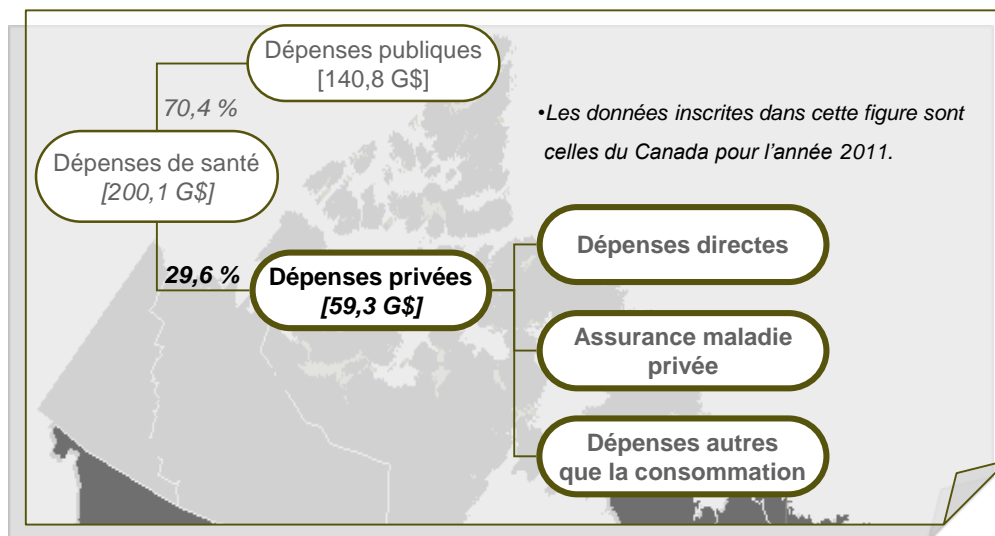 Dépenses publiques
[140,8 G$]
70,4 %
•Les données inscrites dans cette figure sont
celles du Canada pour l’année 2011.
Dépenses de santé
[200,1 G$]
29,6 %
Dépenses privées
[59,3 G$]
Dépenses directes
Assurance maladie
privée
Dépenses autres
que la consommation